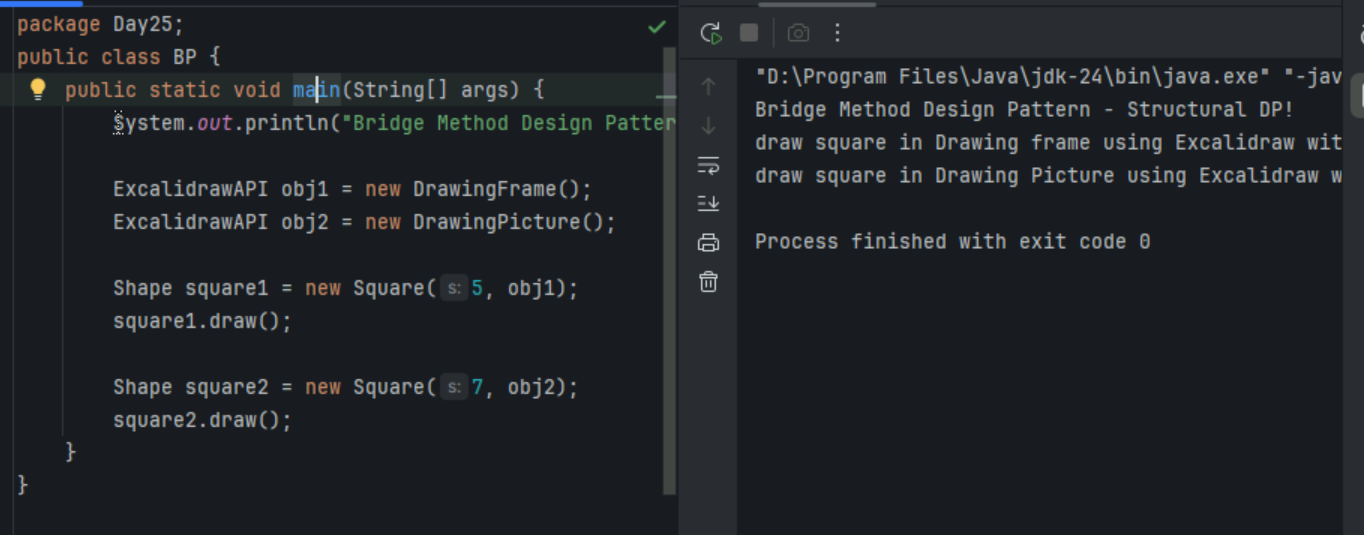 package Day25;
public class BP {
public static void main(String[] args) {
System.out.println("Bridge Method Design Patter
ExcalidrawAPI obj1 = new DrawingFrame();
ExcalidrawAPI obj2 = new DrawingPicture();
Shape square1 = new Square( s: 5, obj1);
square1.draw();
Shape square2 = new Square( s: 7, obj2);
square2.draw();
}
}
"D:\Program Files\Java\jdk-24\bin\java.exe" "-jav
Bridge Method Design Pattern - Structural DP!
draw square in Drawing frame using Excalidraw wit
draw square in Drawing Picture using Excalidraw w
Process finished with exit code 0